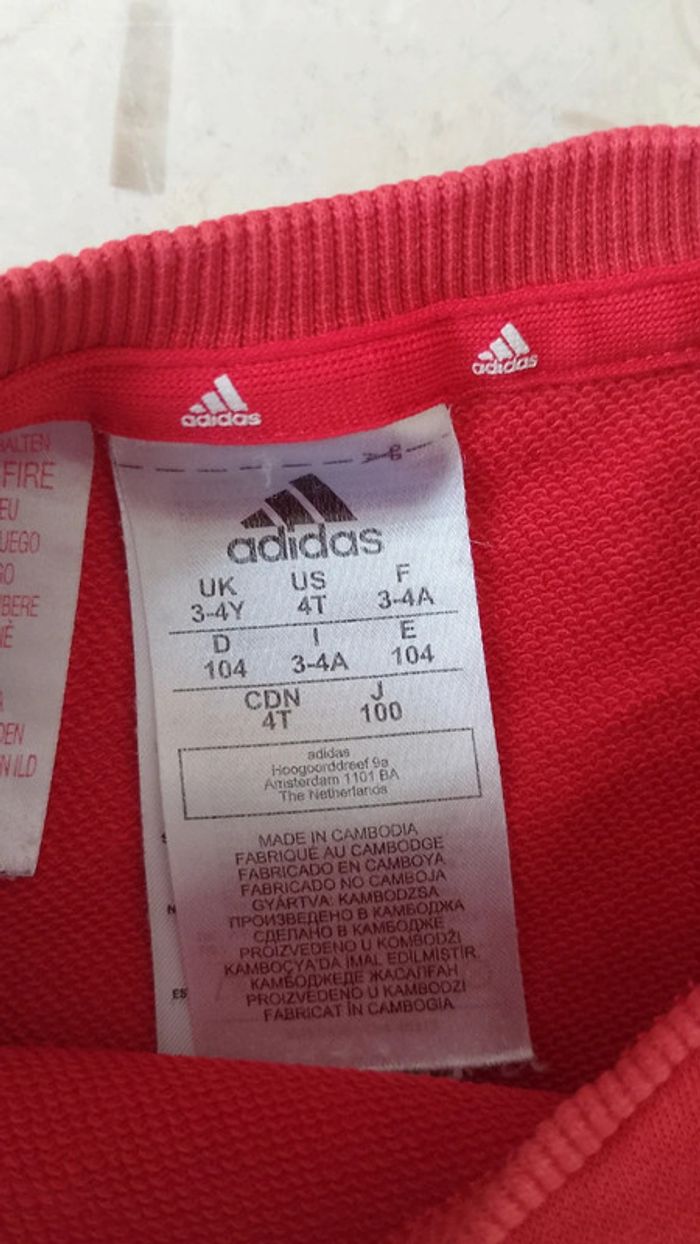 adidas
adidas
FIRE
adidas
UK US F
3-4Y 4T 3-4A
D I E
104 3-4A 104
CDN J
4T 100
adidas
Hoogoorddreef 9a
Amsterdam 1101 BA
The Netherlands
MADE IN CAMBODIA
FABRIQUÉ AU CAMBODGE
FABRICADO EN CAMBOYA
FABRICADO NO CAMBOJA
GYÁRTVA: KAMBODZSA
ПРОИЗВЕДЕНО В КАМБОДЖА
СДЕЛАНО В КАМБОДЖЕ
PROIZVEDENO U KOMBODŽI
KAMBOÇYA'DA İMAL EDİLMİŞTİR
КАМБОДЖЕДЕ ЖАСАЛҒАН
PROIZVEDENO U KAMBODZI
FABRICAT ÎN CAMBOGIA
ES